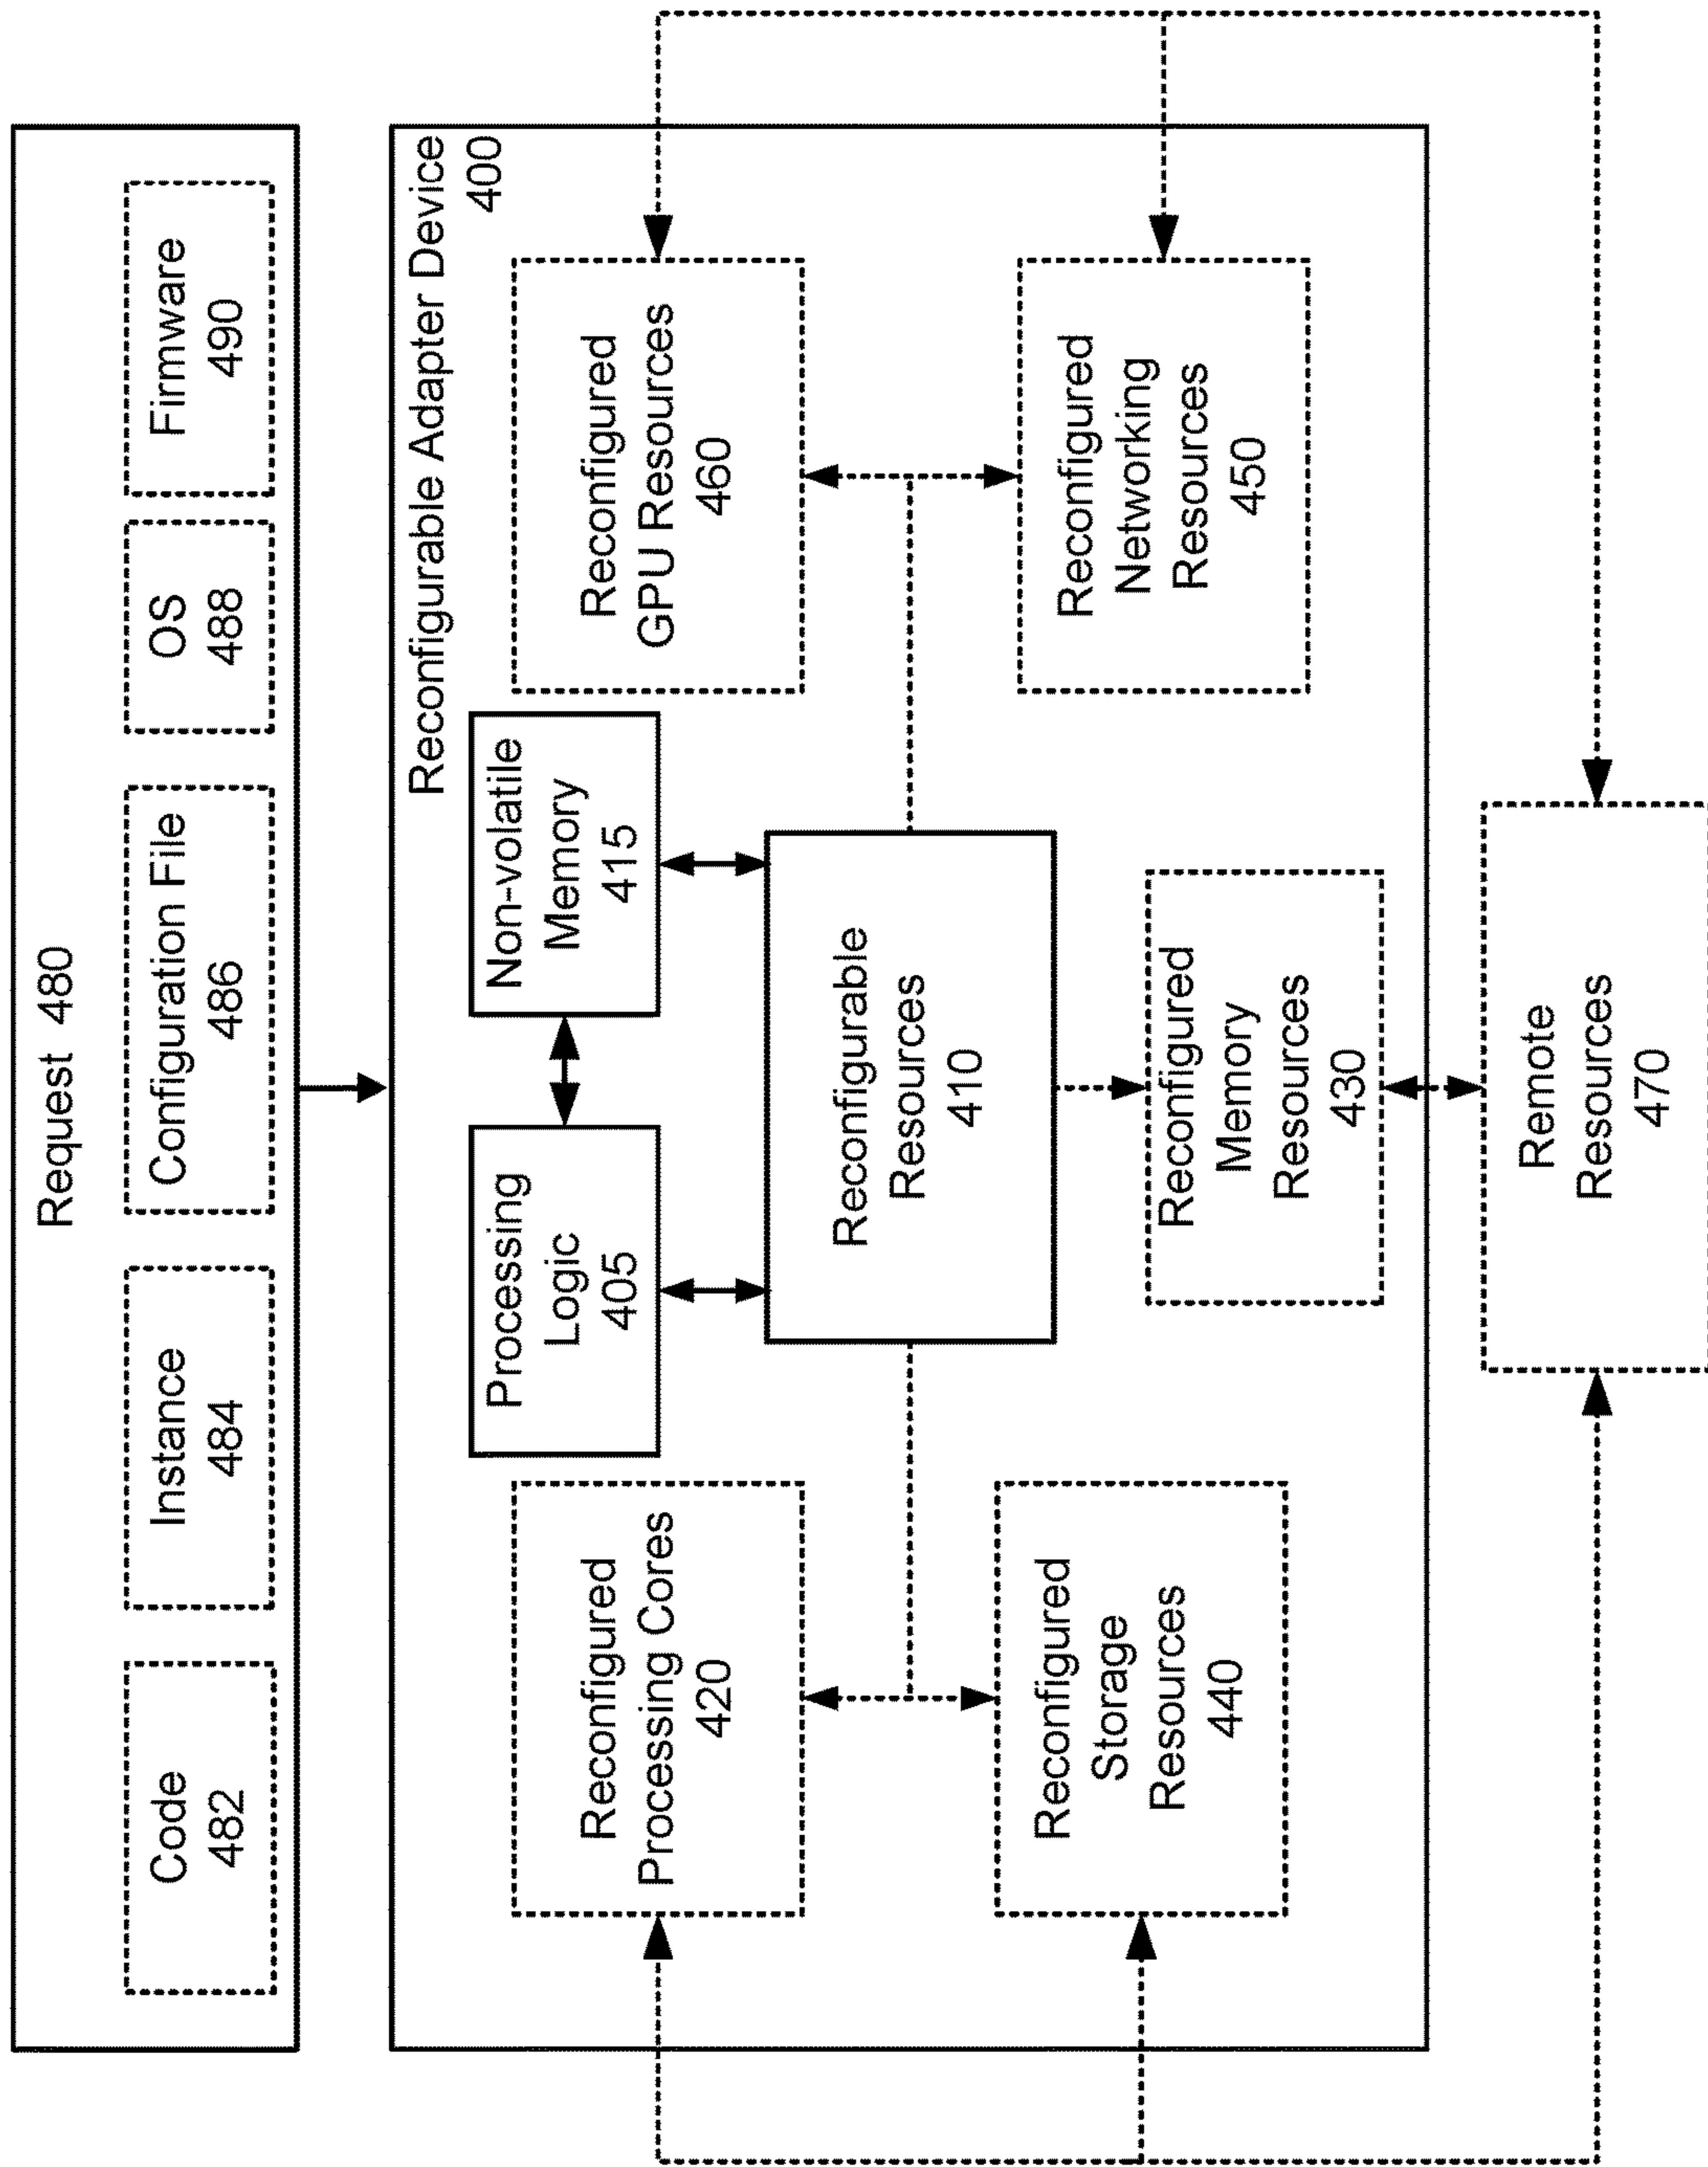 Request 480
Code
482
Instance
484
Configuration File
486
OS
488
Firmware
490
Reconfigurable Adapter Device
400
Processing
Logic
405
Non-volatile
Memory
415
Reconfigured
Processing Cores
420
Reconfigured
GPU Resources
460
Reconfigurable
Resources
410
Reconfigured
Storage
Resources
440
Reconfigured
Memory
Resources
430
Reconfigured
Networking
Resources
450
Remote
Resources
470